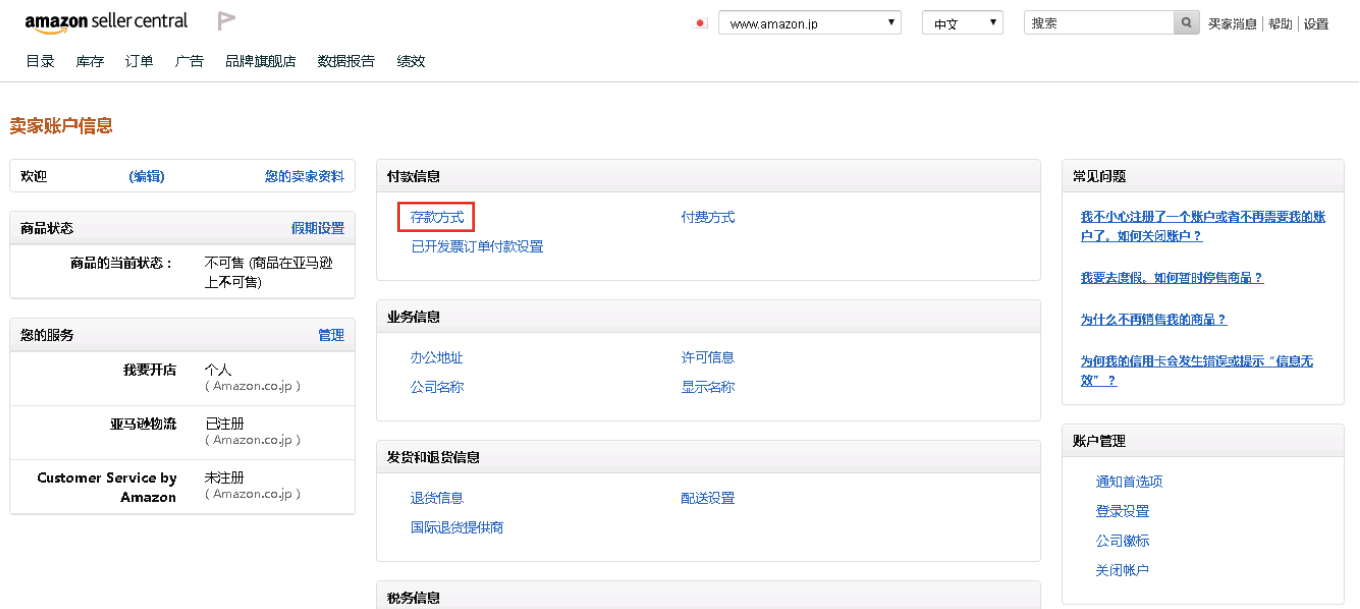 amazon seller central
www.amazon.jp
中文
搜索
买家消息 | 帮助 | 设置
目录 库存 订单 广告 品牌旗舰店 数据报告 绩效
卖家账户信息
欢迎 (编辑) 您的卖家资料
商品状态 假期设置
商品的当前状态： 不可售 (商品在亚马逊
上不可售)
您的服务 管理
我要开店 个人
( Amazon.co.jp )
亚马逊物流 已注册
( Amazon.co.jp )
Customer Service by
Amazon
未注册
( Amazon.co.jp )
付款信息
存款方式 付费方式
已开发票订单付款设置
业务信息
办公地址 许可信息
公司名称 显示名称
发货和退货信息
退货信息 配送设置
国际退货提供商
税务信息
常见问题
我不小心注册了一个账户或者不再需要我的账
户了。如何关闭账户？
我要去度假。如何暂时停售商品？
为什么不再销售我的商品？
为何我的信用卡会发生错误或提示“信息无
效”？
账户管理
通知首选项
登录设置
公司徽标
关闭帐户